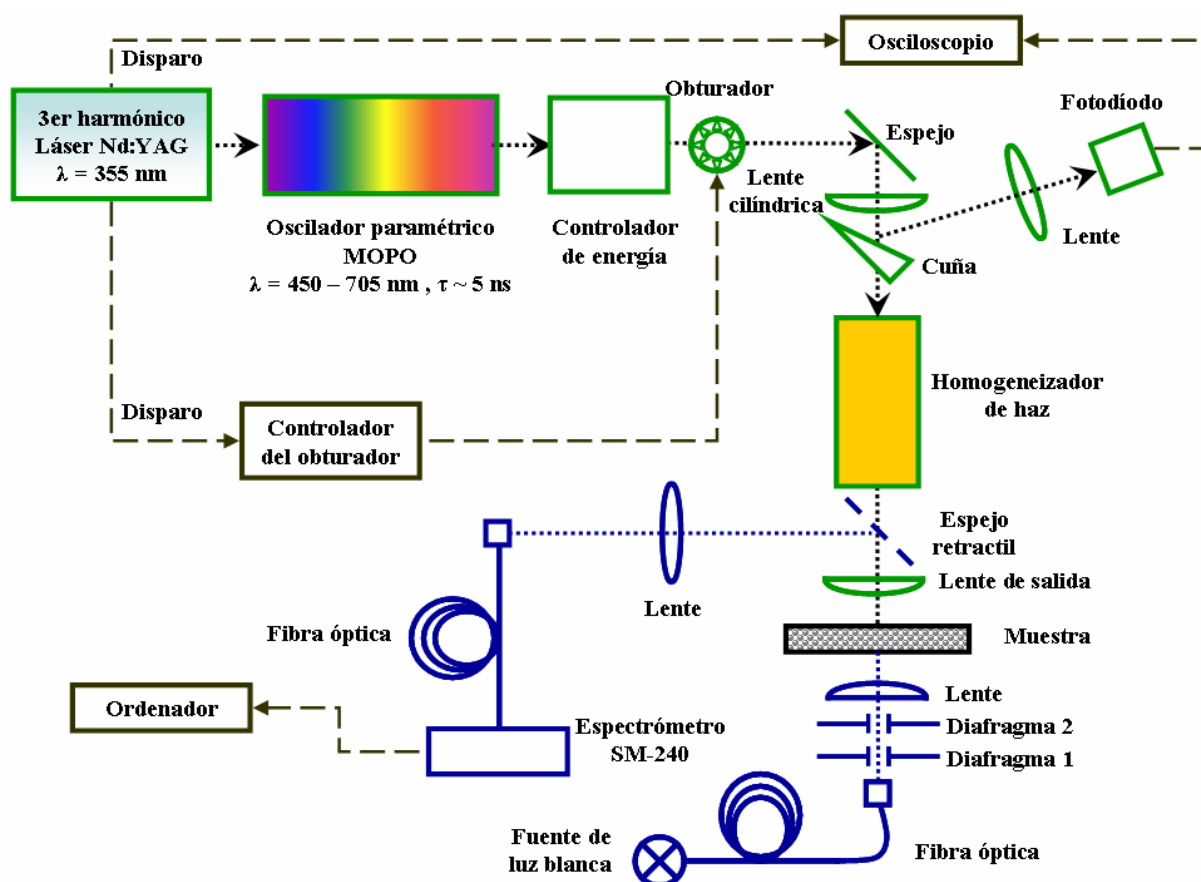 Osciloscopio
Disparo
Obturador
Fotodíodo
3er harmónico
Láser Nd:YAG
λ = 355 nm
Espejo
Lente
cilíndrica
Lente
Oscilador paramétrico
MOPO
λ = 450 – 705 nm , τ ~ 5 ns
Controlador
de energía
Cuña
Homogeneizador
de haz
Disparo
Controlador
del obturador
Espejo
retractil
Lente de salida
Lente
Fibra óptica
Muestra
Lente
Ordenador
Espectrómetro
SM-240
Diafragma 2
Diafragma 1
Fuente de
luz blanca
Fibra óptica